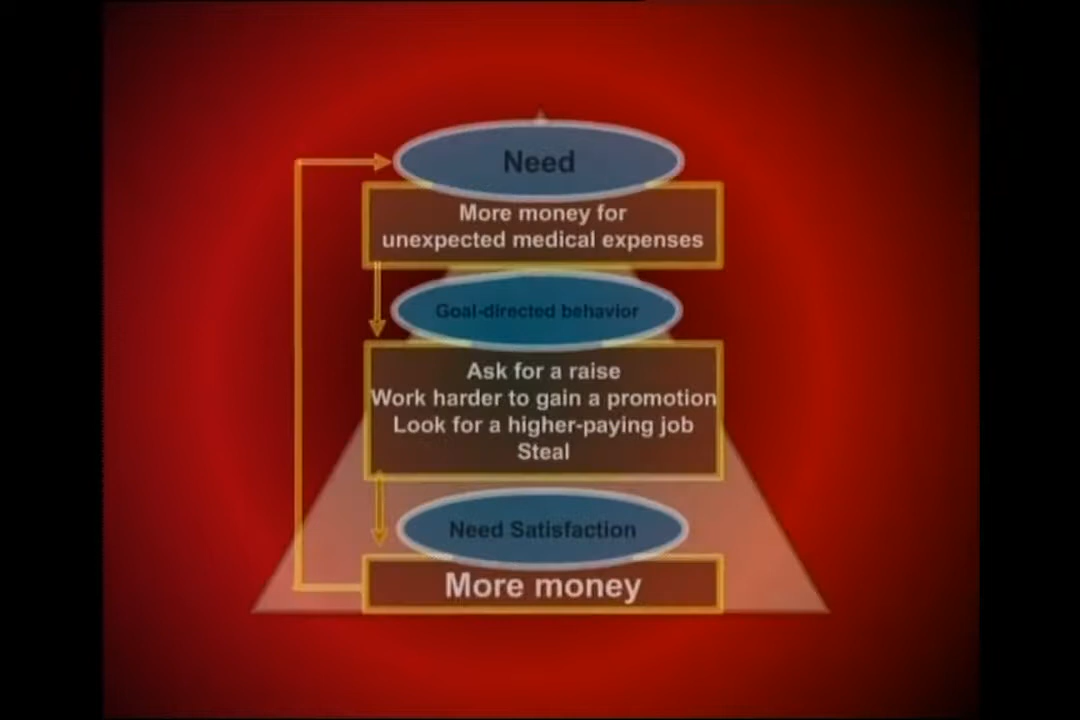 Need
More money for
unexpected medical expenses
Goal-directed behavior
Ask for a raise
Work harder to gain a promotion
Look for a higher-paying job
Steal
Need Satisfaction
More money